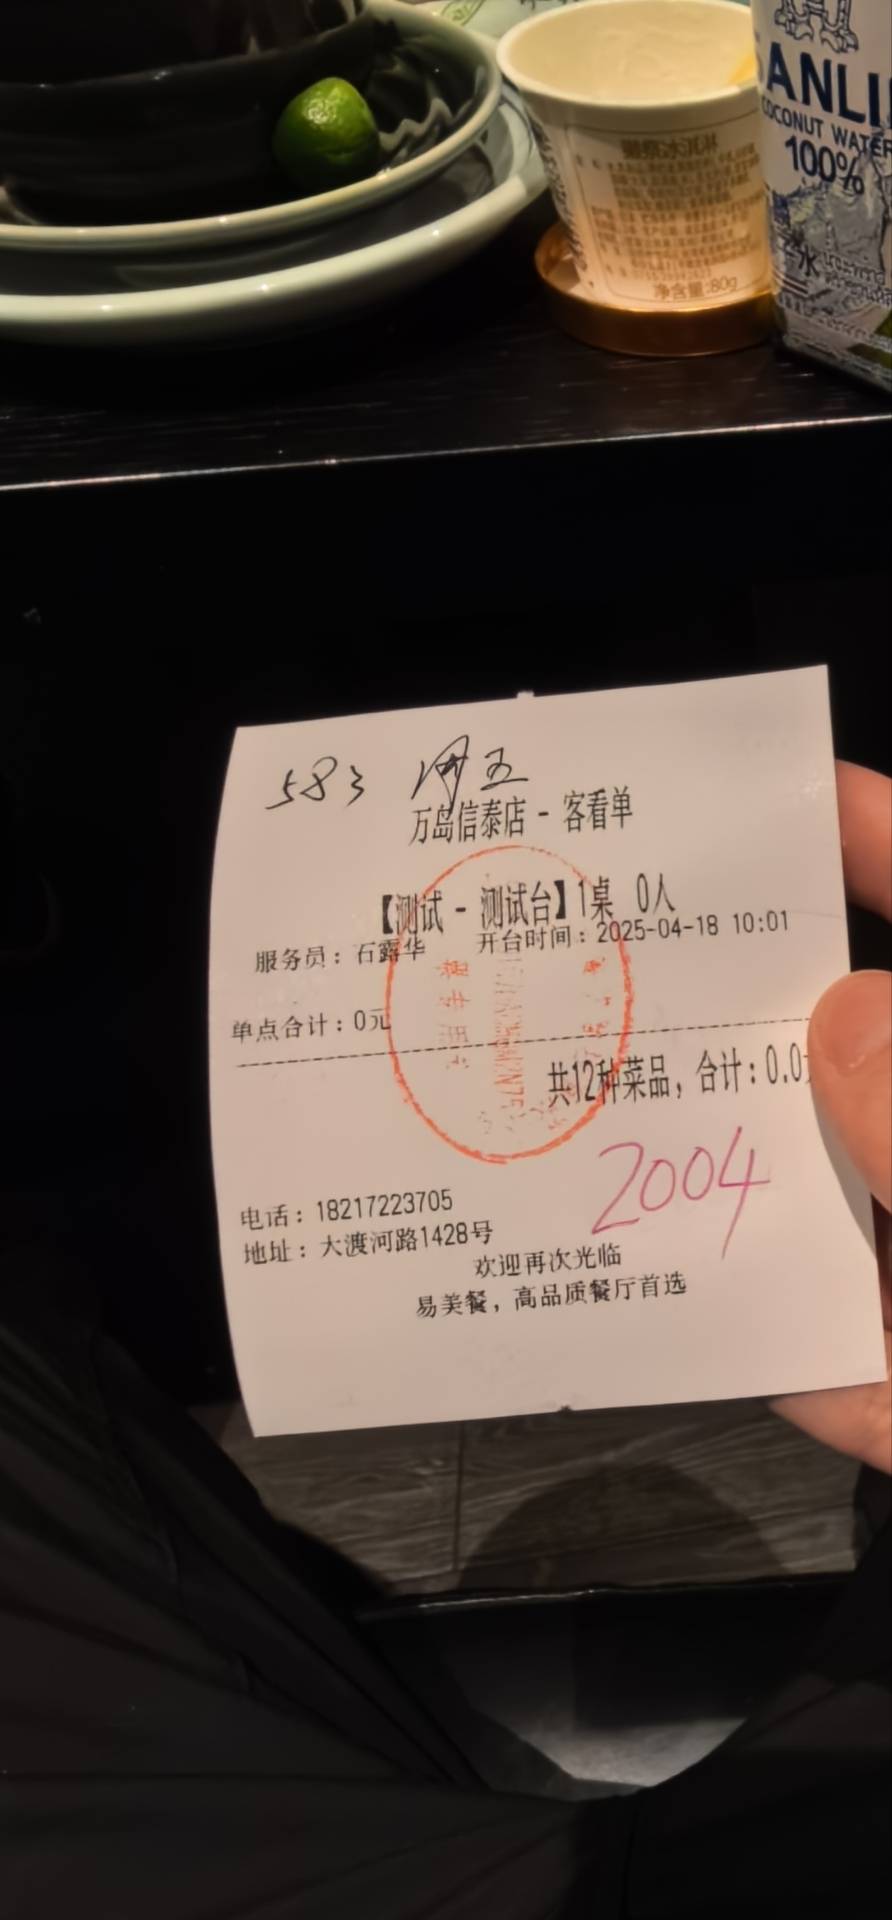 ANLI
COCONUT WATER
100%
水
净含量:80g
583 周五
万岛信泰店 - 客看单
【测试 - 测试台】1桌 0人
服务员：石露华 开台时间：2025-04-18 10:01
单点合计：0元
共12种菜品，合计：0.0
2004
电话：18217223705
地址：大渡河路1428号
欢迎再次光临
易美餐，高品质餐厅首选